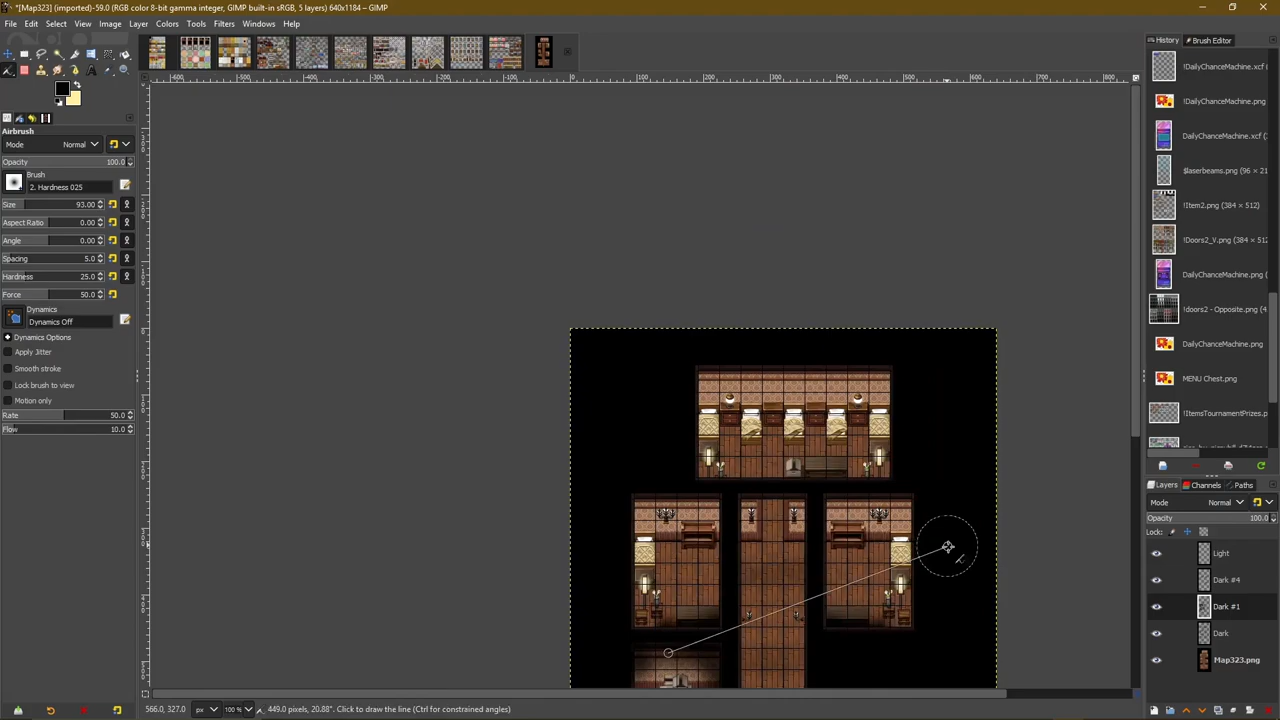 *[Map323] (imported)-59.0 (RGB color 8-bit gamma integer, GIMP built-in sRGB, 5 layers) 640x1184 – GIMP
File Edit Select View Image Layer Colors Tools Filters Windows Help
Airbrush
Mode Normal
Opacity 100.0
Brush
2. Hardness 025
Size 93.00
Aspect Ratio 0.00
Angle 0.00
Spacing 5.0
Hardness 25.0
Force 50.0
Dynamics
Dynamics Off
Dynamics Options
Apply Jitter
Smooth stroke
Lock brush to view
Motion only
Rate 50.0
Flow 10.0
History Brush Editor
!DailyChanceMachine.xcf (
!DailyChanceMachine.png
DailyChanceMachine.xcf (
$laserbeams.png (96 × 21
!Item2.png (384 × 512)
!Doors2_V.png (384 × 512
DailyChanceMachine.png (
!doors2 - Opposite.png (4
DailyChanceMachine.png
MENU Chest.png
!ItemsTournamentPrizes.p
Layers Channels Paths
Mode Normal
Opacity 100.0
Lock:
Light
Dark #4
Dark #1
Dark
Map323.png
566.0, 327.0 px 100 % 449.0 pixels, 20.88°. Click to draw the line (Ctrl for constrained angles)